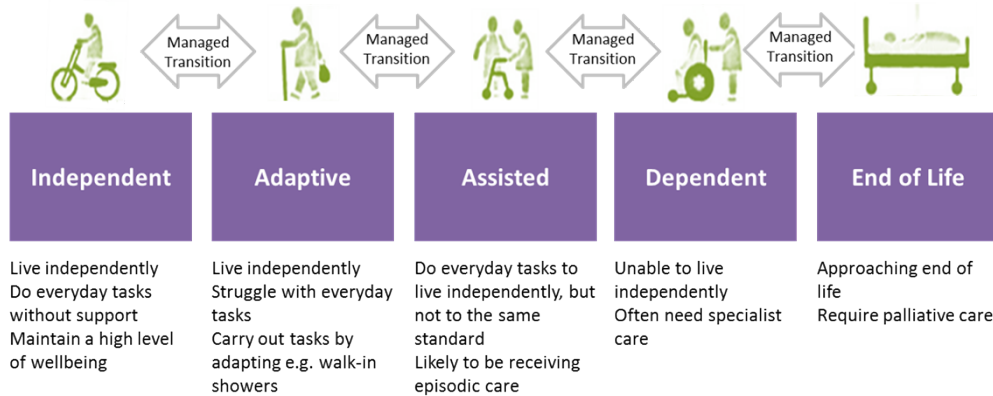 Managed
Transition
Managed
Transition
Managed
Transition
Managed
Transition
Independent
Adaptive
Assisted
Dependent
End of Life
Live independently
Do everyday tasks
without support
Maintain a high level
of wellbeing
Live independently
Struggle with everyday
tasks
Carry out tasks by
adapting e.g. walk-in
showers
Do everyday tasks to
live independently, but
not to the same
standard
Likely to be receiving
episodic care
Unable to live
independently
Often need specialist
care
Approaching end of
life
Require palliative care